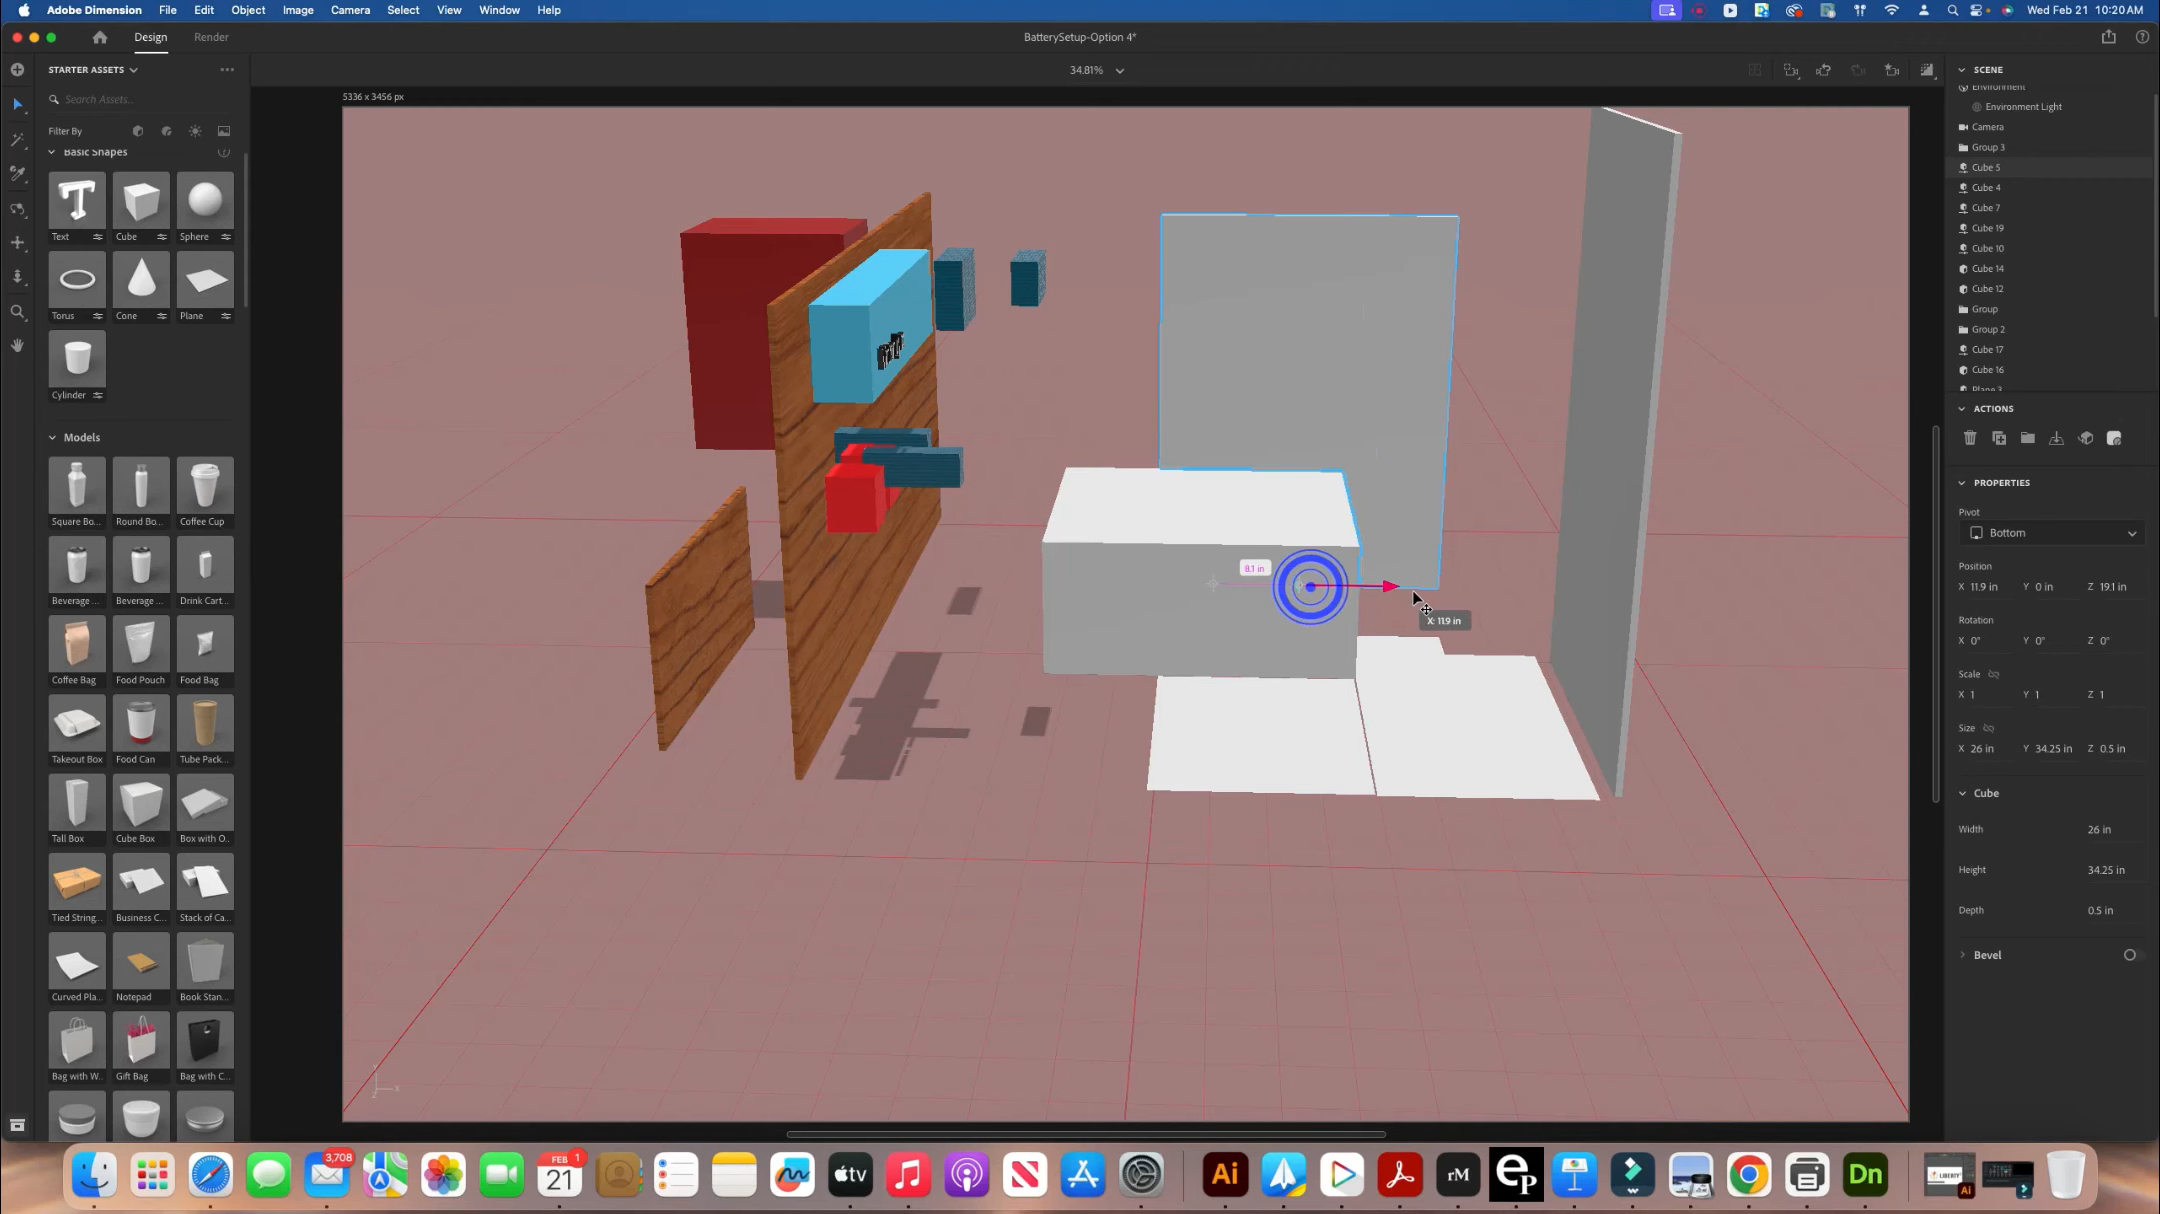 Adobe Dimension File Edit Object Image Camera Select View Window Help
Wed Feb 21 10:20 AM
Design Render
BatterySetup-Option 4*
STARTER ASSETS
34.81%
Search Assets..
5336 x 3456 px
Filter By
Basic Shapes
Text Cube Sphere
Torus Cone Plane
Cylinder
Models
Square Bo... Round Bo... Coffee Cup
Beverage ... Beverage ... Drink Cart...
Coffee Bag Food Pouch Food Bag
Takeout Box Food Can Tube Pack...
Tall Box Cube Box Box with O..
Tied String... Business C... Stack of Ca...
Curved Pla... Notepad Book Stan...
Bag with W.. Gift Bag Bag with C...
8.1 in
X: 11.9 in
SCENE
Environment
Environment Light
Camera
Group 3
Cube 5
Cube 4
Cube 7
Cube 19
Cube 10
Cube 14
Cube 12
Group
Group 2
Cube 17
Cube 16
Plane 3
ACTIONS
PROPERTIES
Pivot
Bottom
Position
X 11.9 in Y 0 in Z 19.1 in
Rotation
X 0° Y 0° Z 0°
Scale
X 1 Y 1 Z 1
Size
X 26 in Y 34.25 in Z 0.5 in
Cube
Width 26 in
Height 34.25 in
Depth 0.5 in
Bevel
3,708
FEB 1
21
tv
Ai
rM
ep
Dn
LIBERTY
Ai